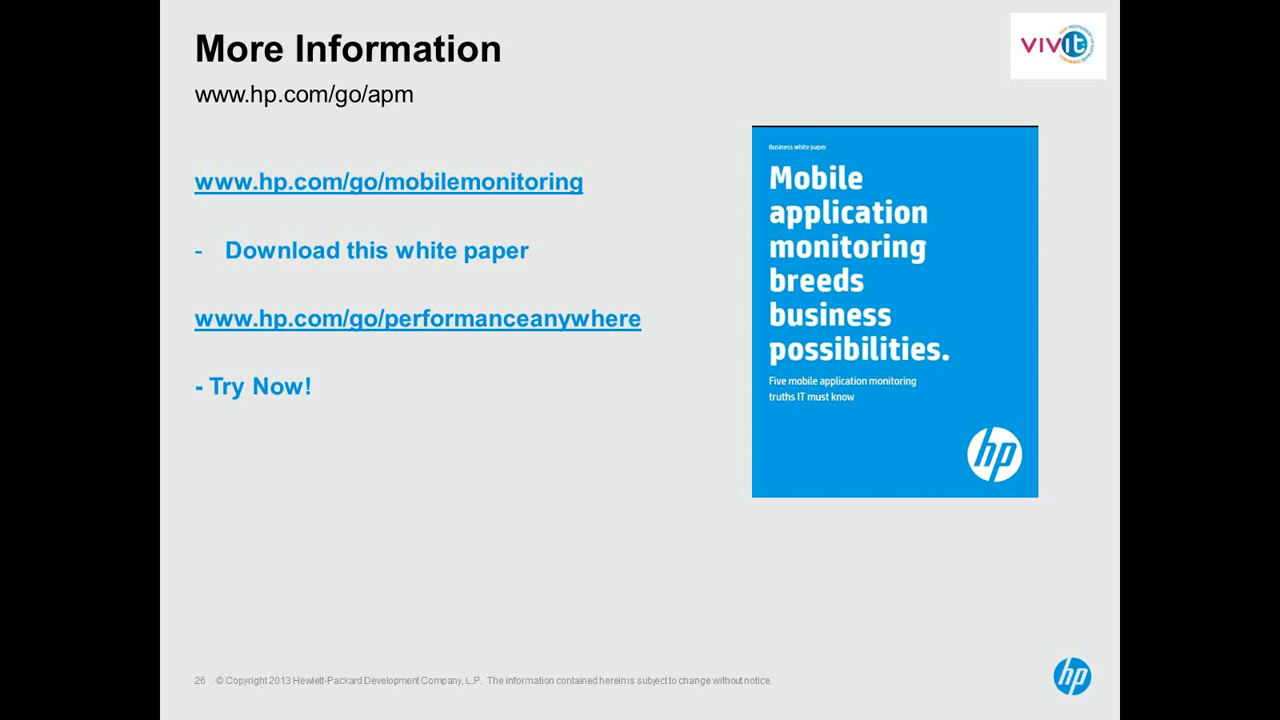 More Information
www.hp.com/go/apm
vivit
www.hp.com/go/mobilemonitoring
- Download this white paper
www.hp.com/go/performanceanywhere
- Try Now!
Business white paper
Mobile
application
monitoring
breeds
business
possibilities.
Five mobile application monitoring
truths IT must know
hp
26 © Copyright 2013 Hewlett-Packard Development Company, L.P. The information contained herein is subject to change without notice.
hp